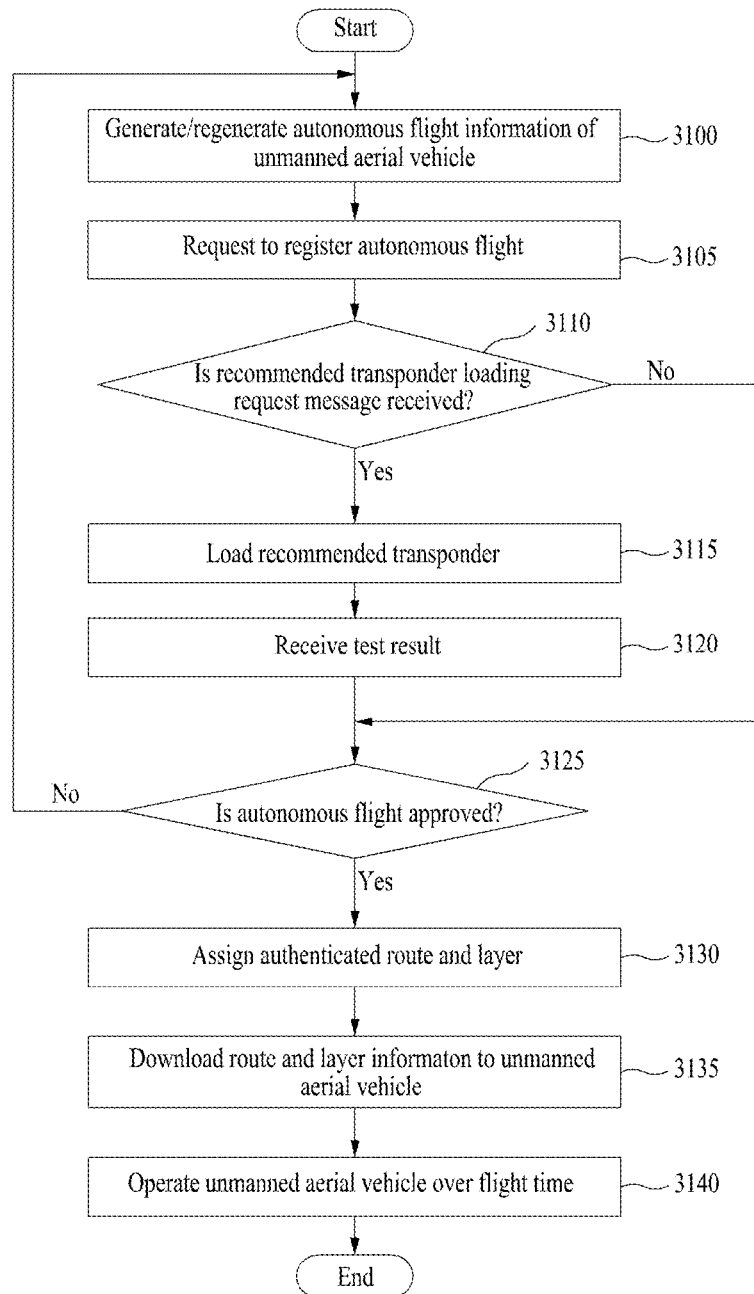 Start
Generate/regenerate autonomous flight information of
unmanned aerial vehicle
3100
Request to register autonomous flight
3105
3110
Is recommended transponder loading
request message received?
No
Yes
Load recommended transponder
3115
Receive test result
3120
3125
No
Is autonomous flight approved?
Yes
Assign authenticated route and layer
3130
Download route and layer informaton to unmanned
aerial vehicle
3135
Operate unmanned aerial vehicle over flight time
3140
End